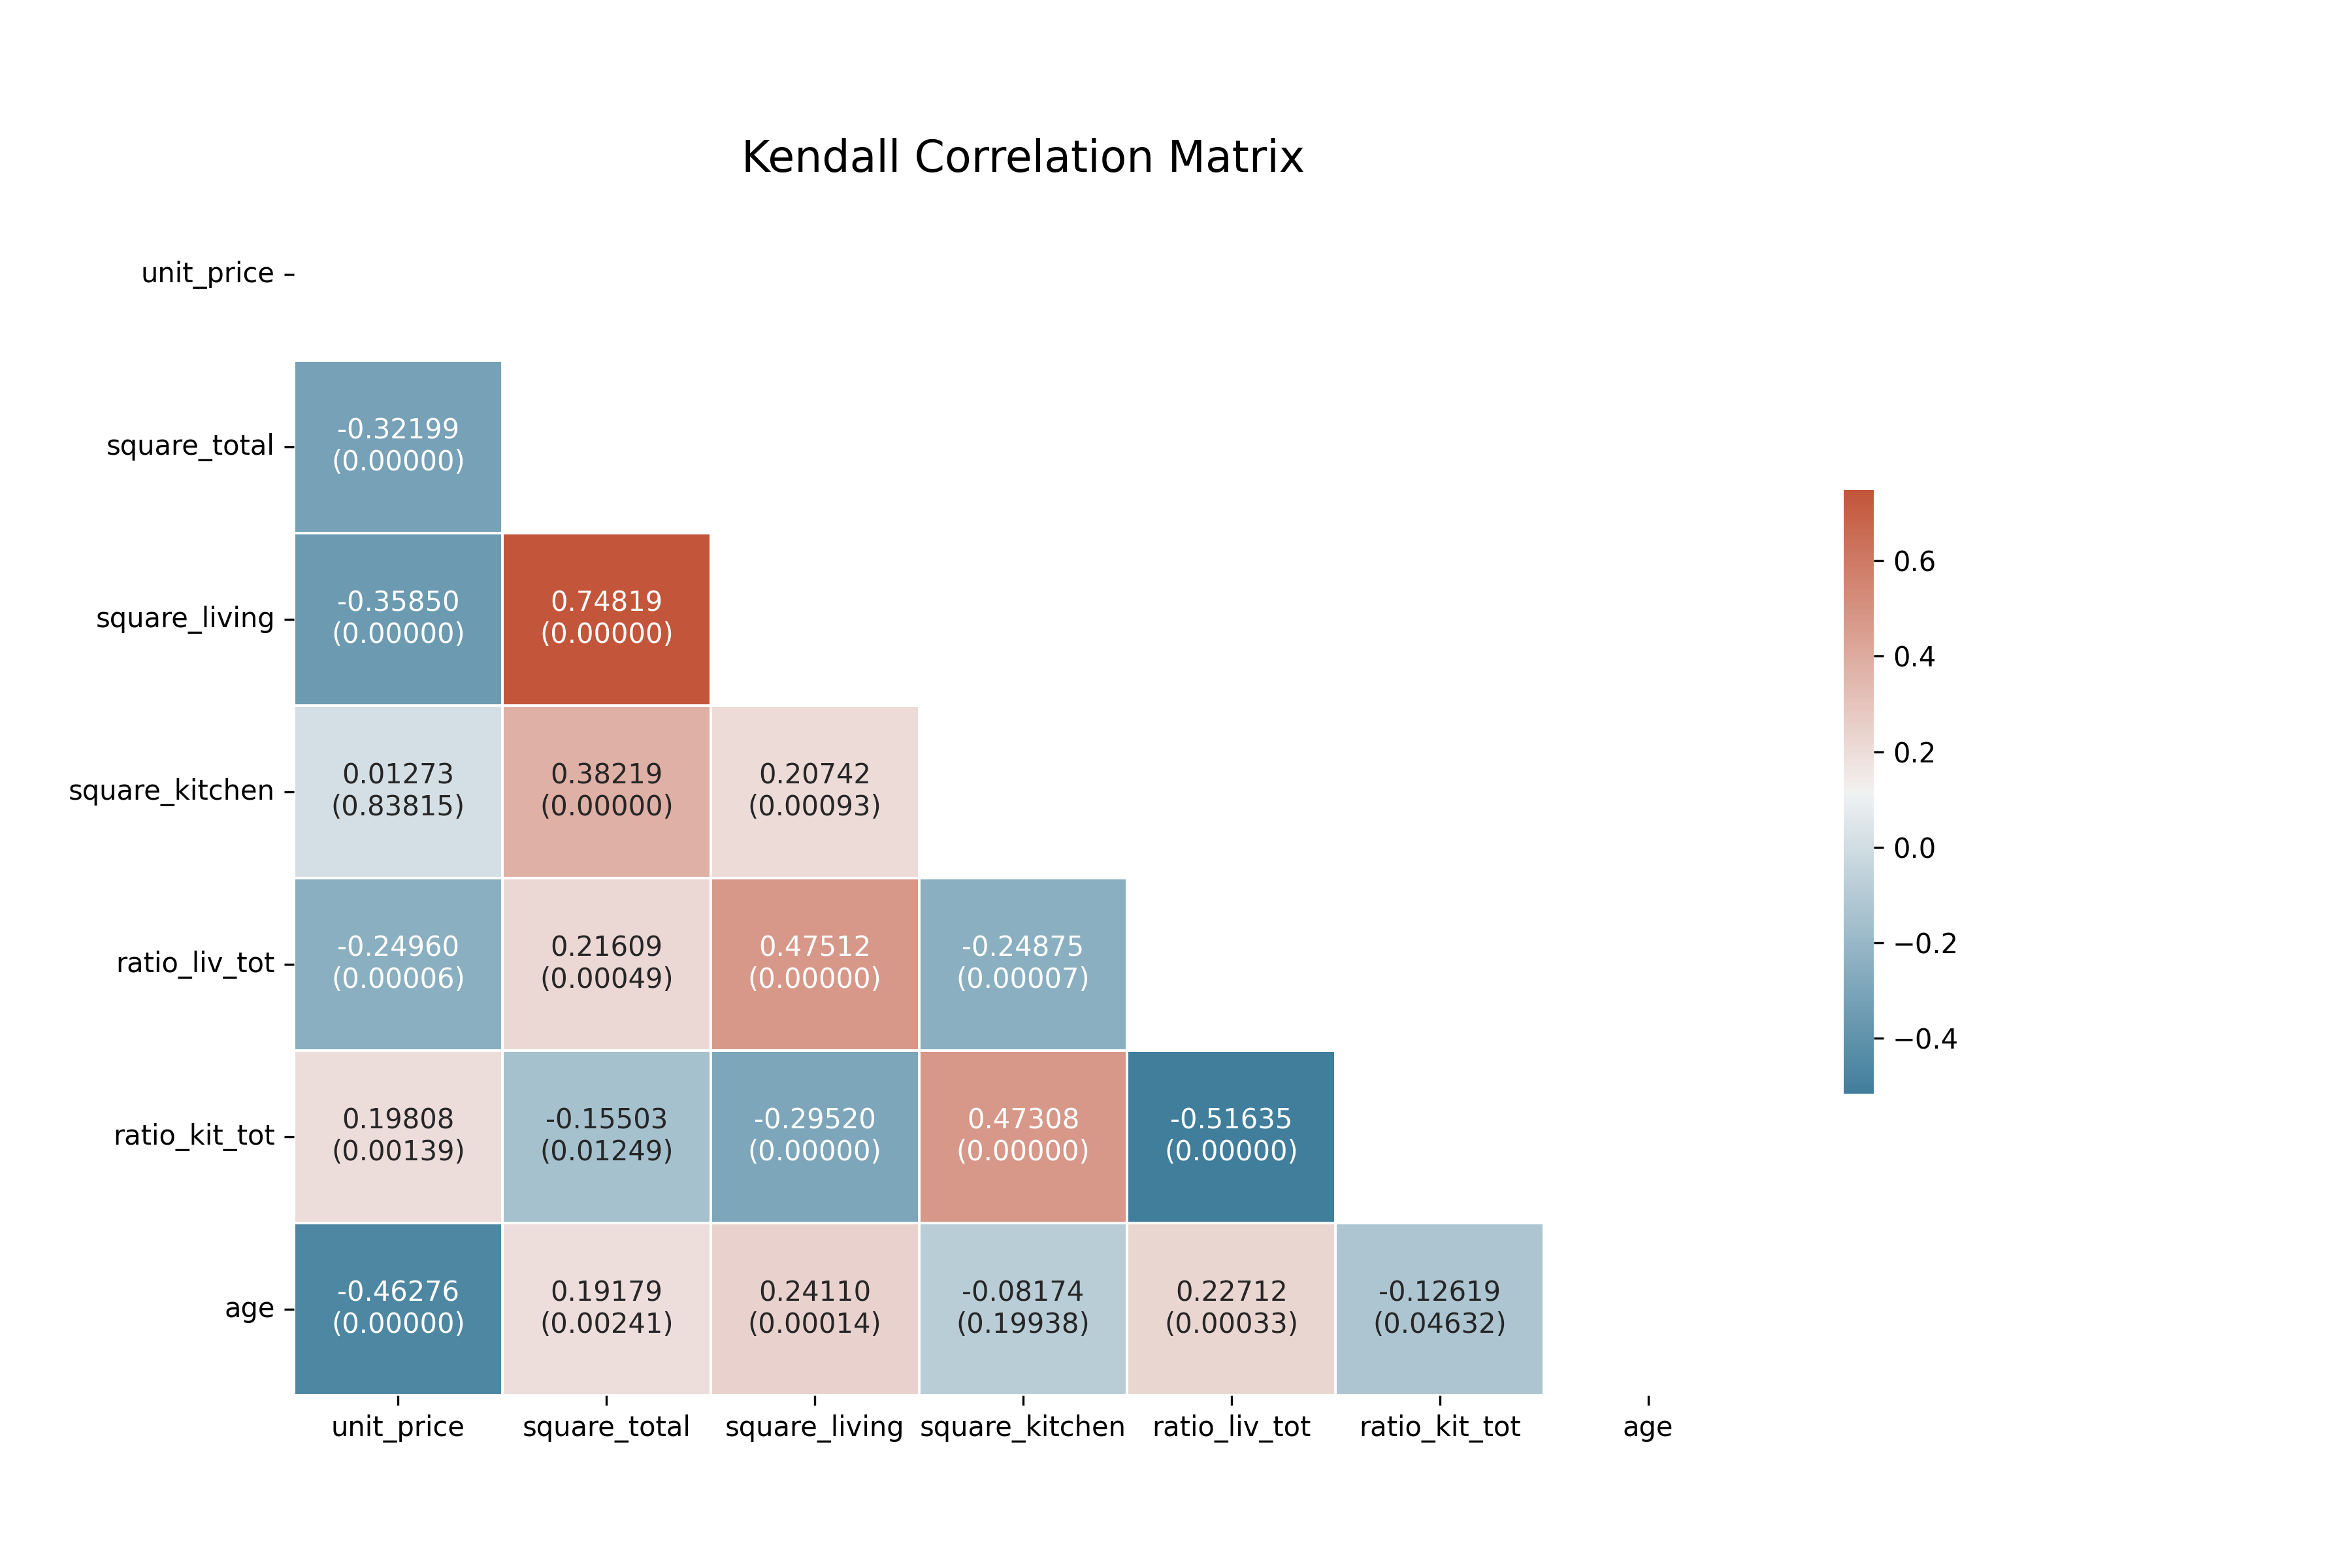 Kendall Correlation Matrix
unit_price
square_total
-0.32199
(0.00000)
square_living
-0.35850 0.74819
(0.00000) (0.00000)
square_kitchen
0.01273 0.38219 0.20742
(0.83815) (0.00000) (0.00093)
ratio_liv_tot
-0.24960 0.21609 0.47512 -0.24875
(0.00006) (0.00049) (0.00000) (0.00007)
ratio_kit_tot
0.19808 -0.15503 -0.29520 0.47308 -0.51635
(0.00139) (0.01249) (0.00000) (0.00000) (0.00000)
age
-0.46276 0.19179 0.24110 -0.08174 0.22712 -0.12619
(0.00000) (0.00241) (0.00014) (0.19938) (0.00033) (0.04632)
unit_price square_total square_living square_kitchen ratio_liv_tot ratio_kit_tot age
0.6
0.4
0.2
0.0
−0.2
−0.4